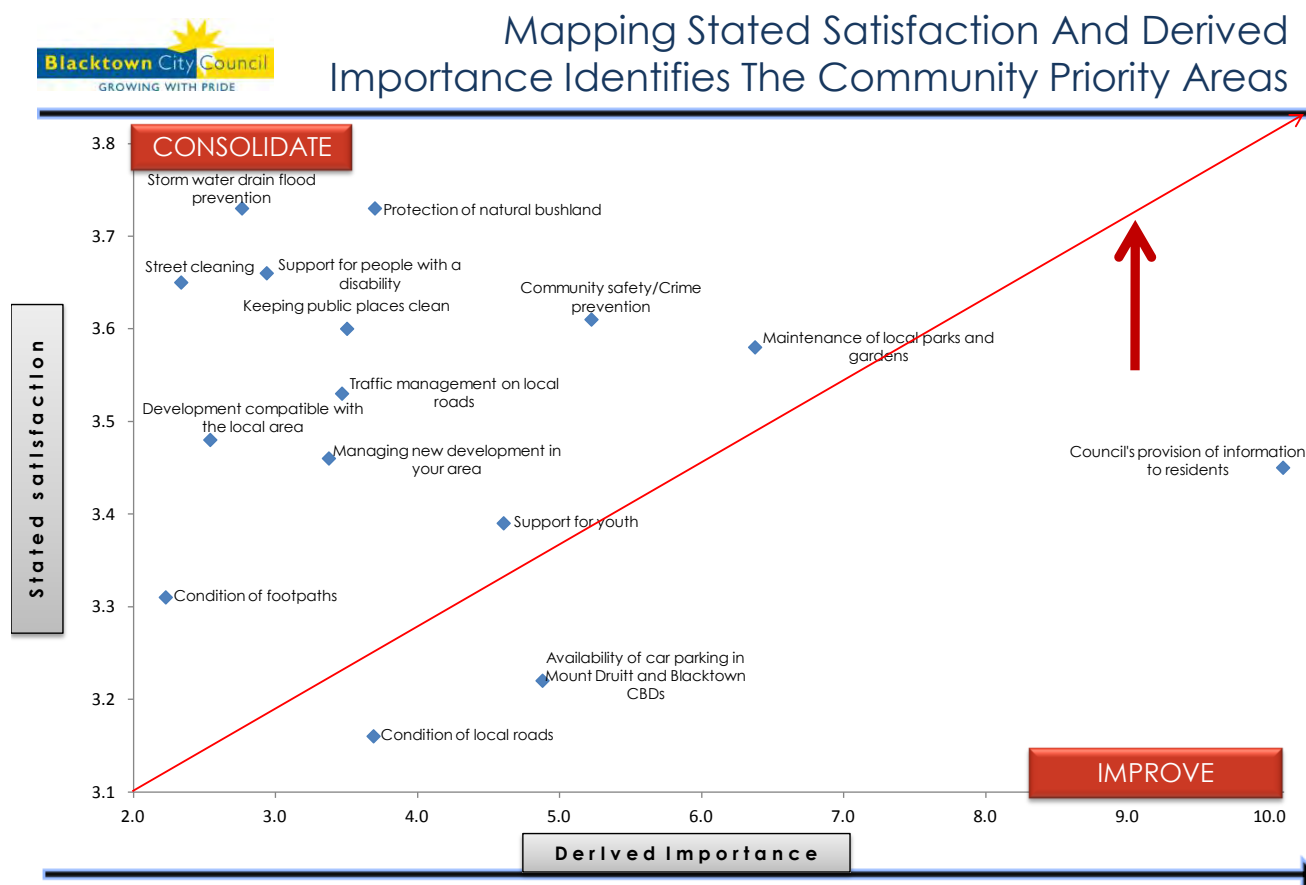 Blacktown City Council
GROWING WITH PRIDE
Mapping Stated Satisfaction And Derived
Importance Identifies The Community Priority Areas
CONSOLIDATE
3.8
3.7
3.6
3.5
3.4
3.3
3.2
3.1
Stated satisfaction
Storm water drain flood
prevention
Protection of natural bushland
Street cleaning
Support for people with a
disability
Keeping public places clean
Community safety/Crime
prevention
Maintenance of local parks and
gardens
Traffic management on local
roads
Development compatible with
the local area
Managing new development in
your area
Council's provision of information
to residents
Support for youth
Condition of footpaths
Availability of car parking in
Mount Druitt and Blacktown
CBDs
Condition of local roads
IMPROVE
2.0 3.0 4.0 5.0 6.0 7.0 8.0 9.0 10.0
Derived Importance